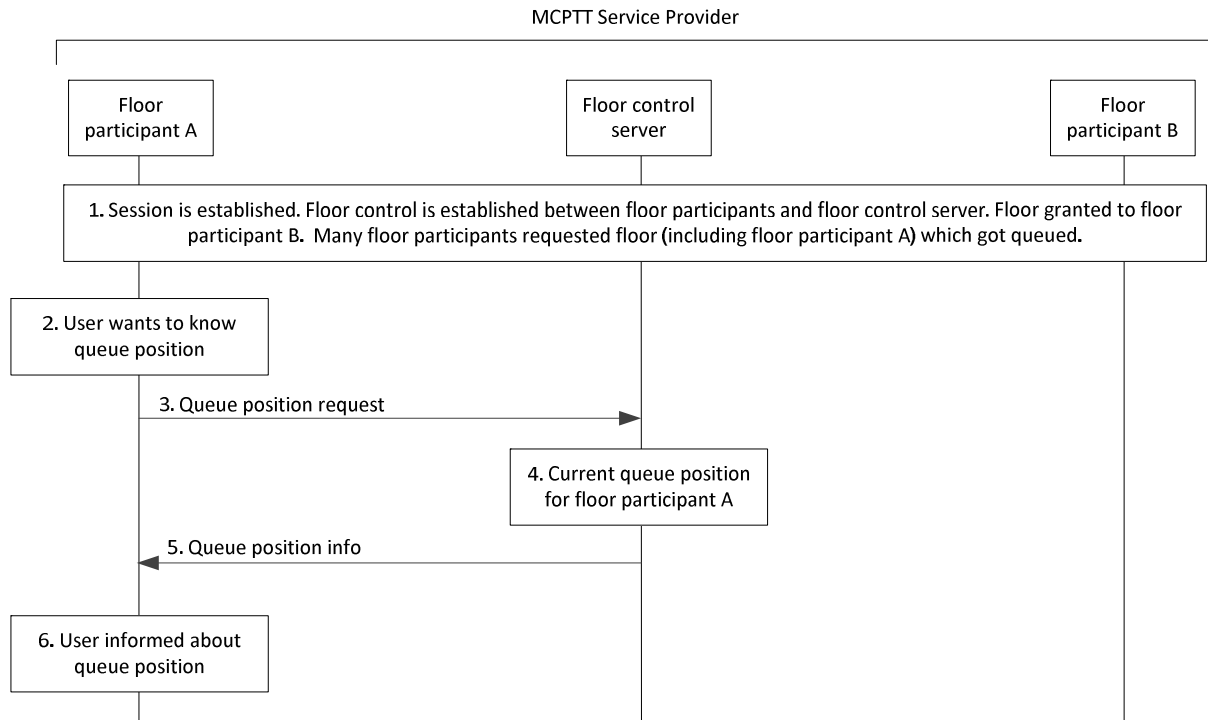 MCPTT Service Provider
Floor
participant A
Floor control
server
Floor
participant B
1. Session is established. Floor control is established between floor participants and floor control server. Floor granted to floor
participant B. Many floor participants requested floor (including floor participant A) which got queued.
2. User wants to know
queue position
3. Queue position request
4. Current queue position
for floor participant A
5. Queue position info
6. User informed about
queue position